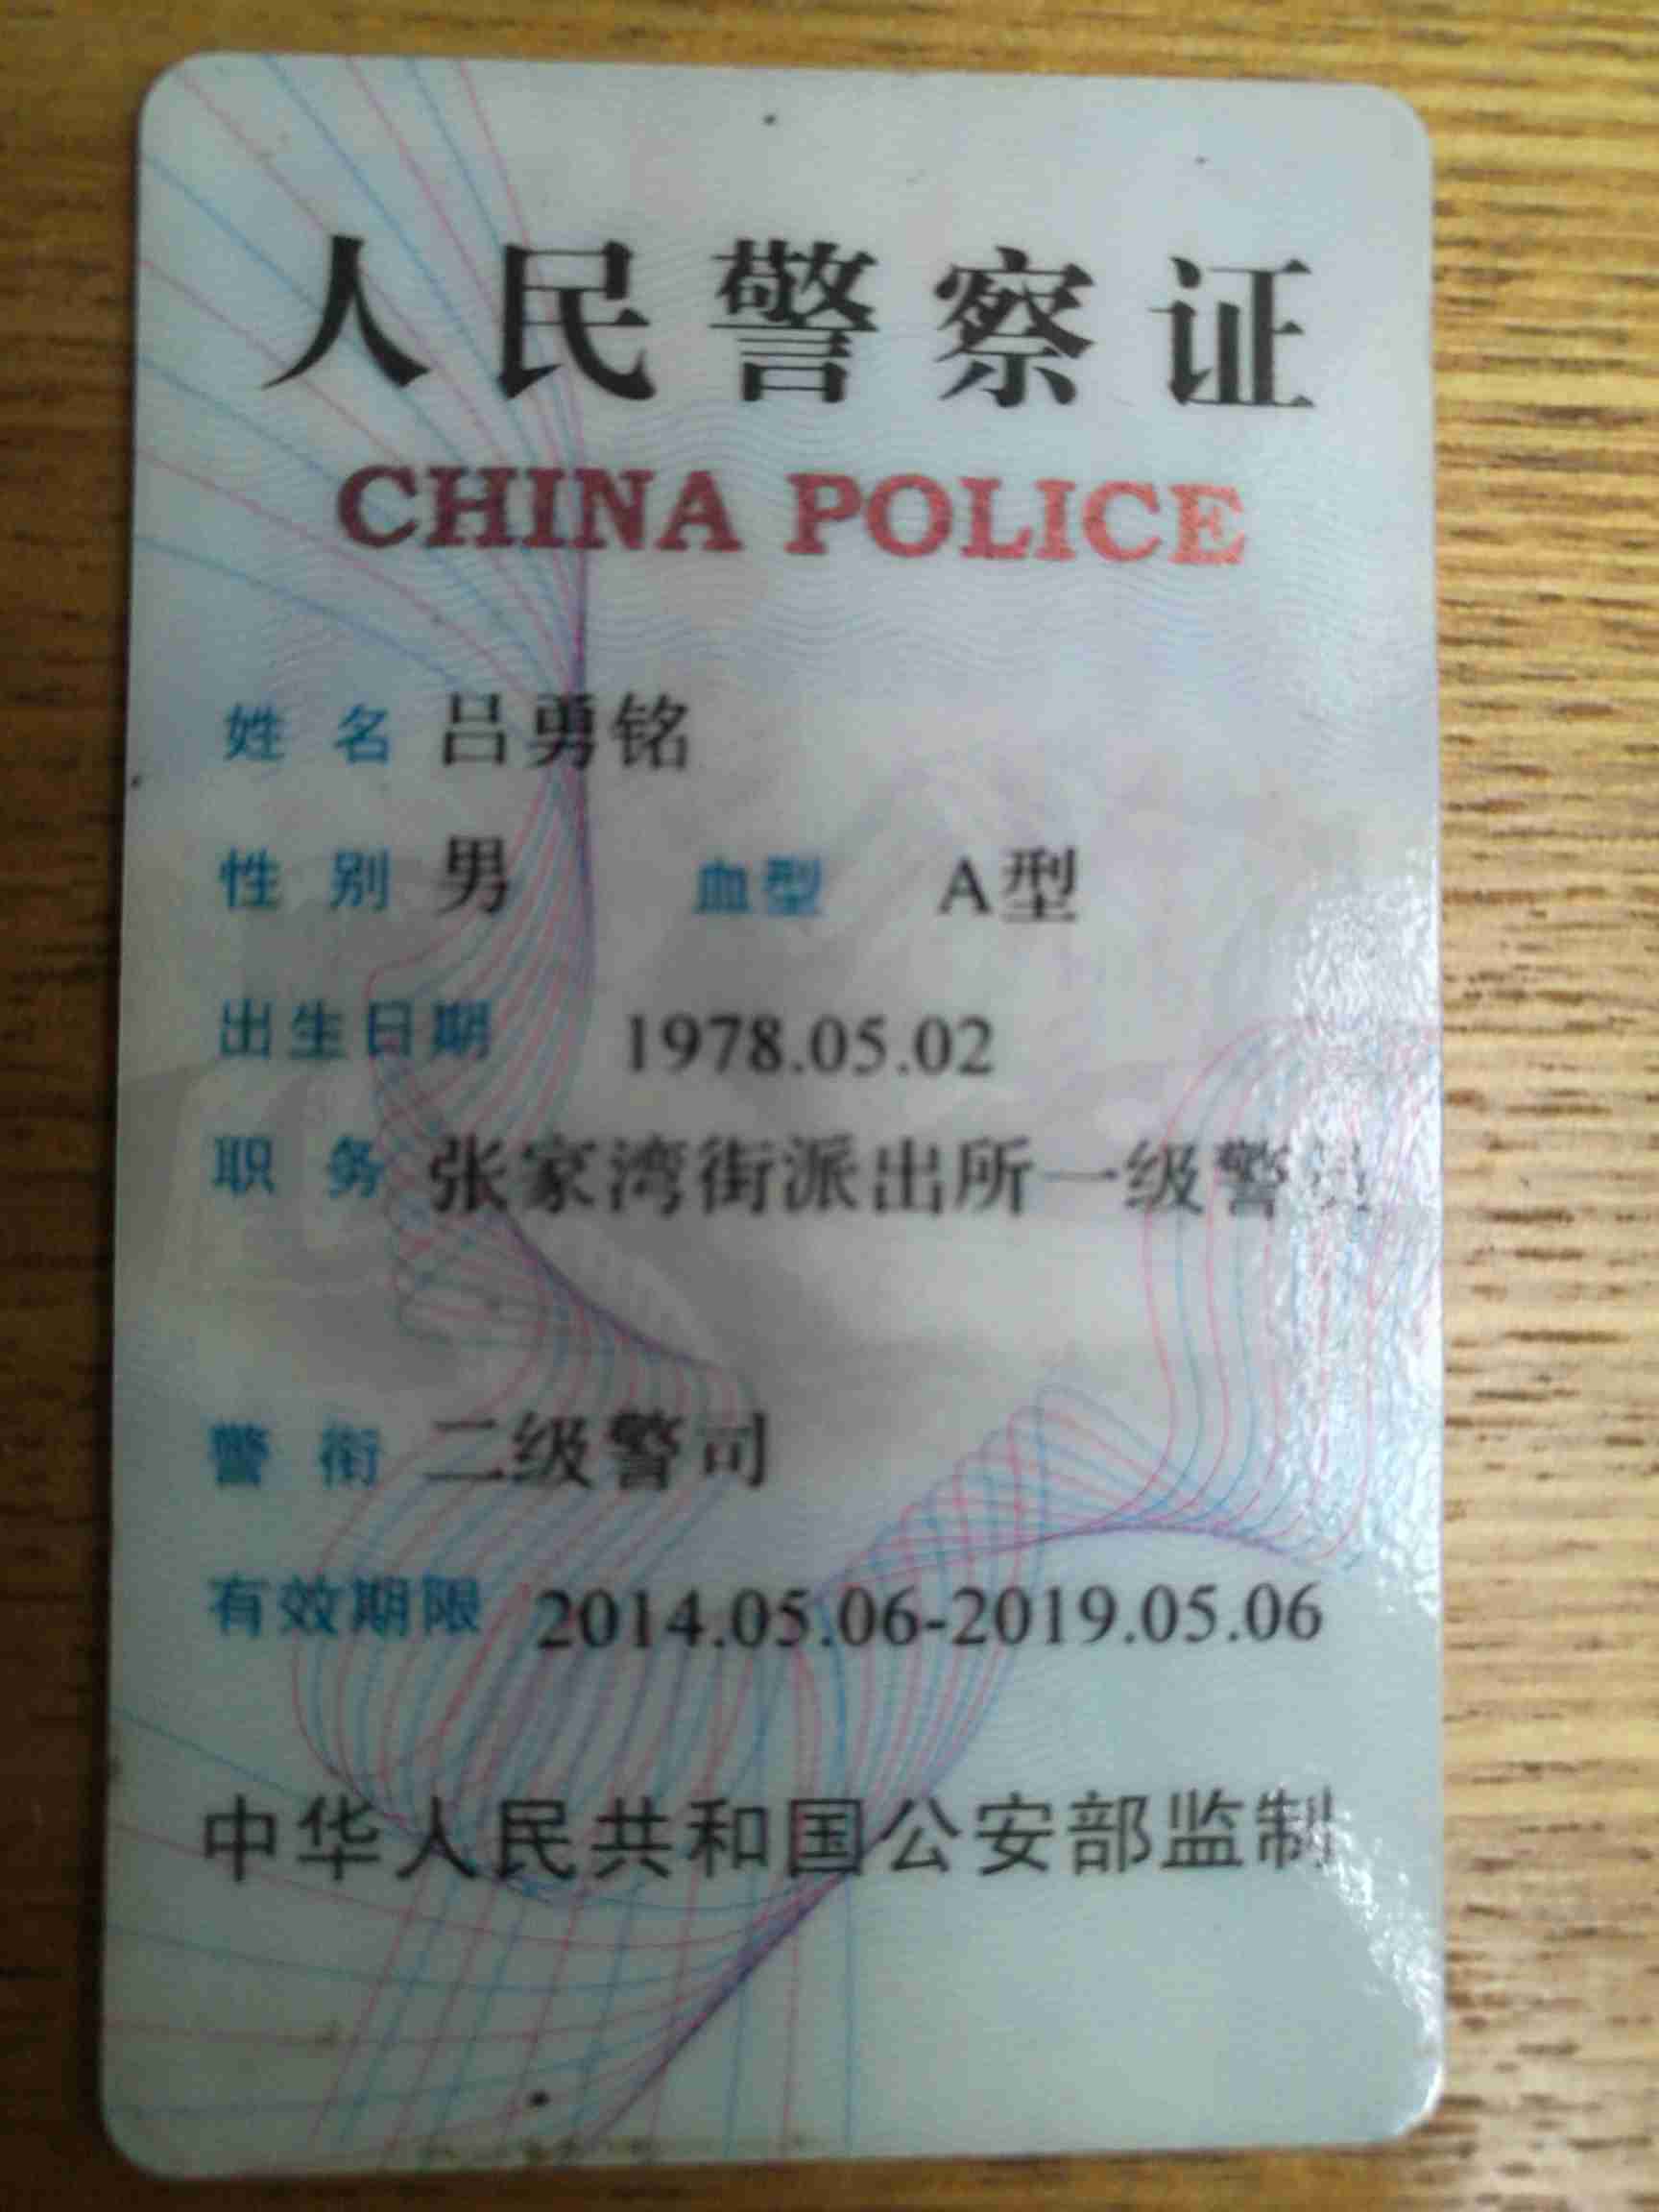 人民警察证
CHINA POLICE
姓名 吕勇铭
性别 男 血型 A型
出生日期 1978.05.02
职务 张家湾街派出所一级警员
警衔 二级警司
有效期限 2014.05.06-2019.05.06
中华人民共和国公安部监制